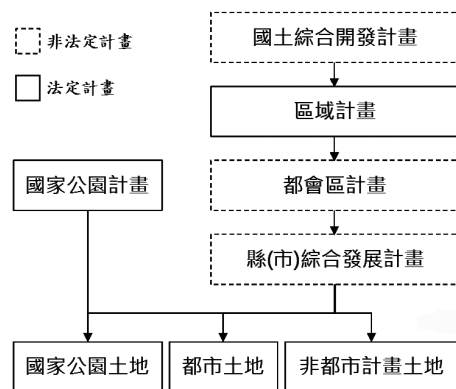 非法定計畫
國土綜合開發計畫
法定計畫
區域計畫
國家公園計畫
都會區計畫
縣(市)綜合發展計畫
國家公園土地
都市土地
非都市計畫土地